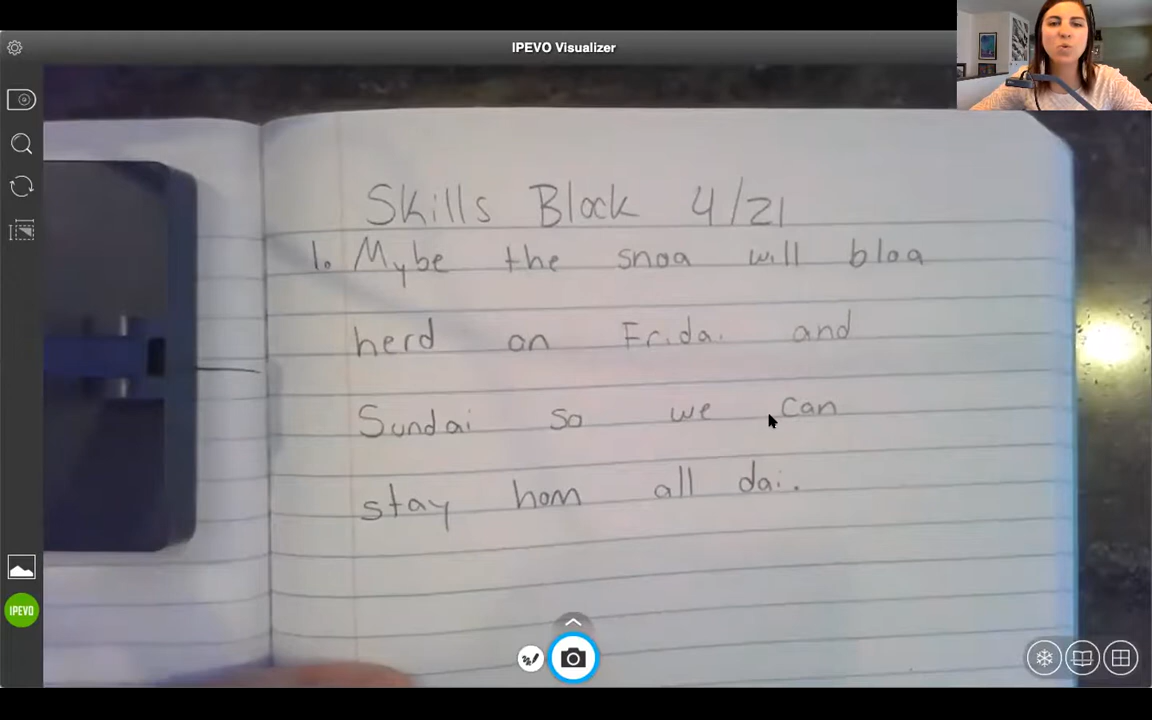 IPEVO Visualizer
Skills Block 4/21
1. Mybe the snoa will bloa
herd on Fridai and
Sundai so we can
stay hom all dai.
IPEVO